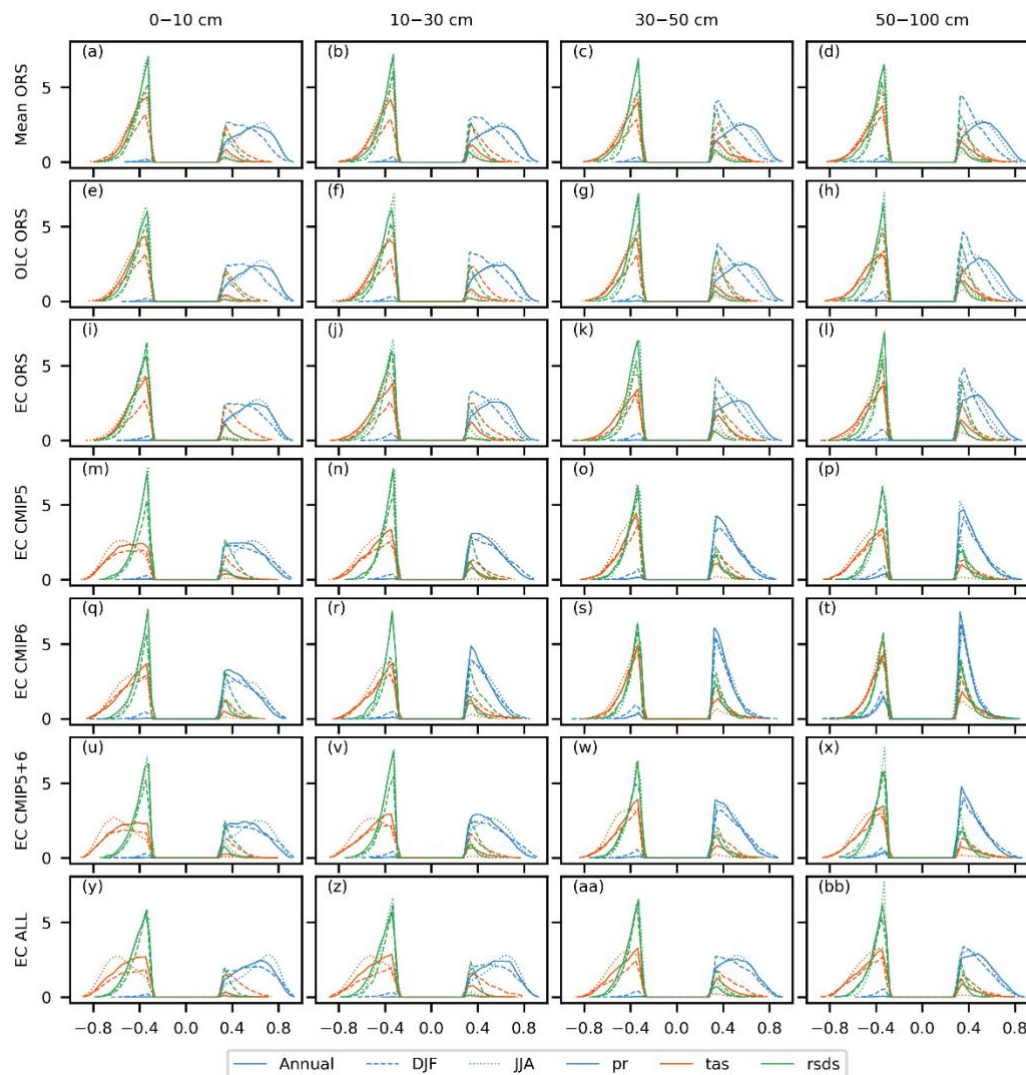 0−10 cm 10−30 cm 30−50 cm 50−100 cm
Mean ORS
5
0
(a) (b) (c) (d)
OLC ORS
5
0
(e) (f) (g) (h)
EC ORS
5
0
(i) (j) (k) (l)
EC CMIP5
5
0
(m) (n) (o) (p)
EC CMIP6
5
0
(q) (r) (s) (t)
EC CMIP5+6
5
0
(u) (v) (w) (x)
EC ALL
5
0
(y) (z) (aa) (bb)
−0.8 −0.4 0.0 0.4 0.8 −0.8 −0.4 0.0 0.4 0.8 −0.8 −0.4 0.0 0.4 0.8 −0.8 −0.4 0.0 0.4 0.8
Annual DJF JJA pr tas rsds